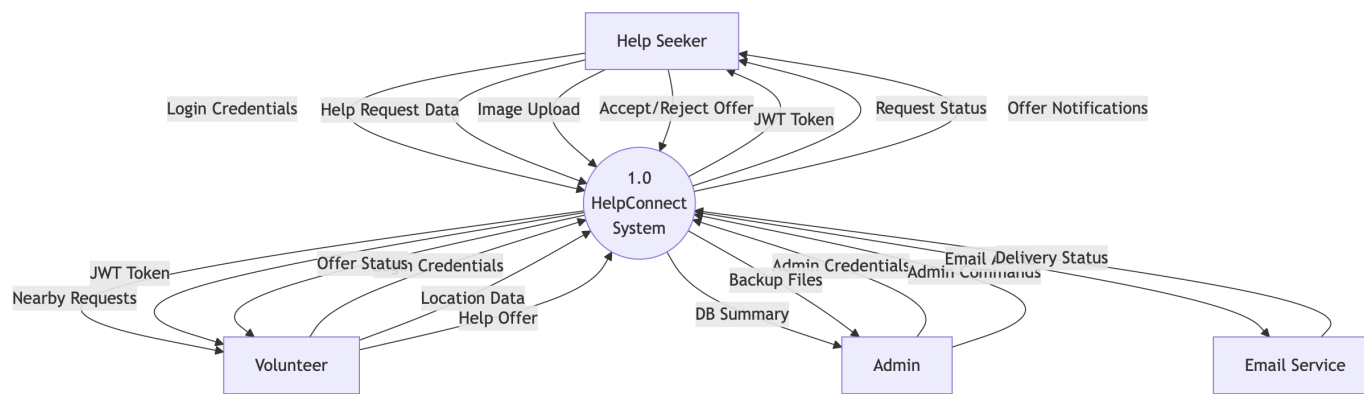 Help Seeker
Login Credentials
Help Request Data
Image Upload
Accept/Reject Offer
JWT Token
Request Status
Offer Notifications
1.0
HelpConnect
System
JWT Token
Nearby Requests
Offer Status
Credentials
Location Data
Help Offer
Admin Credentials
Backup Files
Admin Commands
DB Summary
Email
Delivery Status
Volunteer
Admin
Email Service